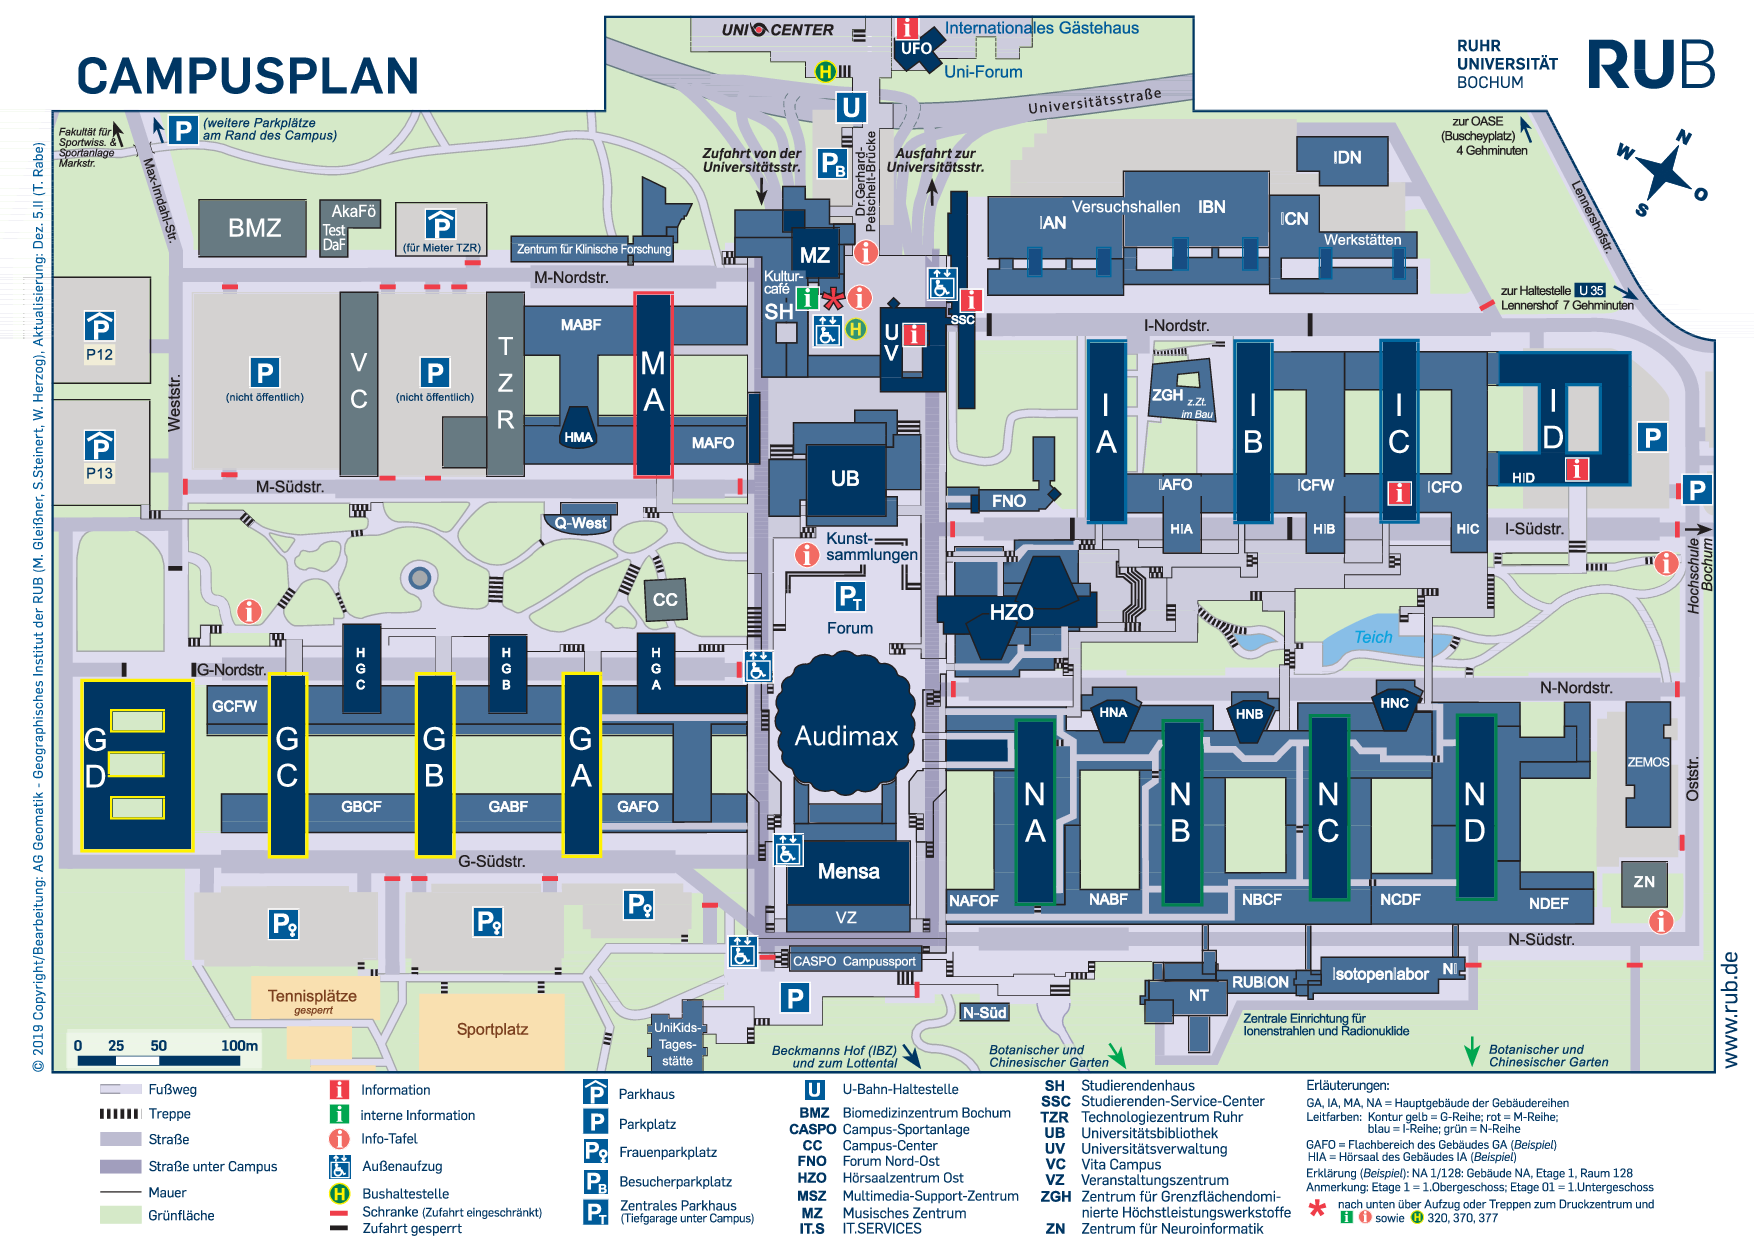 CAMPUSPLAN
UNI CENTER
Internationales Gästehaus
UFO
Uni-Forum
H
U
Universitätsstraße
RUHR
UNIVERSITÄT
BOCHUM
RUB
Fakultät für
Sportwiss. &
Sportanlage
Markstr.
P
(weitere Parkplätze
am Rand des Campus)
Max-Imdahl-Str.
Zufahrt von der
Universitätsstr.
PB
Dr.Gerhard-
Petschelt-Brücke
Ausfahrt zur
Universitätsstr.
zur OASE
(Buscheyplatz)
4 Gehminuten
N
W
O
S
Lennershofstr.
IDN
BMZ
AkaFö
Test
DaF
P
(für Mieter TZR)
Zentrum für Klinische Forschung
M-Nordstr.
MZ
Kultur-
café
SH
i
H
UV
SSC
IAN
Versuchshallen
IBN
ICN
Werkstätten
zur Haltestelle U 35
Lennershof 7 Gehminuten
I-Nordstr.
P
P12
P
P13
Weststr.
P
(nicht öffentlich)
VC
P
(nicht öffentlich)
TZR
MABF
HMA
MA
MAFO
M-Südstr.
UB
FNO
IA
ZGH z.Zt.
im Bau
IB
IC
ID
HID
P
IAFO
ICFW
ICFO
HIA
HIB
HIC
I-Südstr.
P
Hochschule
Bochum
Q-West
Kunst-
sammlungen
PT
Forum
CC
HZO
Teich
G-Nordstr.
HGC
HGB
HGA
N-Nordstr.
GD
GCFW
GC
GB
GA
GBCF
GABF
GAFO
G-Südstr.
Audimax
Mensa
VZ
HNA
HNB
HNC
NA
NB
NC
ND
NAFOF
NABF
NBCF
NCDF
NDEF
ZEMOS
Oststr.
ZN
N-Südstr.
P
P
P
CASPO Campussport
P
Tennisplätze
gesperrt
Sportplatz
UniKids-
Tages-
stätte
N-Süd
NT
RUBION
Isotopenlabor
NI
Zentrale Einrichtung für
Ionenstrahlen und Radionuklide
Beckmanns Hof (IBZ)
und zum Lottental
Botanischer und
Chinesischer Garten
Botanischer und
Chinesischer Garten
0 25 50 100m
© 2019 Copyright/Bearbeitung: AG Geomatik - Geographisches Institut der RUB (M. Gleißner, S.Steinert, W. Herzog), Aktualisierung: Dez. 5.II (T. Rabe)
www.rub.de
Fußweg
Treppe
Straße
Straße unter Campus
Mauer
Grünfläche
i Information
i interne Information
i Info-Tafel
Außenaufzug
H Bushaltestelle
Schranke (Zufahrt eingeschränkt)
Zufahrt gesperrt
P Parkhaus
P Parkplatz
P Frauenparkplatz
PB Besucherparkplatz
PT Zentrales Parkhaus
(Tiefgarage unter Campus)
U U-Bahn-Haltestelle
BMZ Biomedizinzentrum Bochum
CASPO Campus-Sportanlage
CC Campus-Center
FNO Forum Nord-Ost
HZO Hörsaalzentrum Ost
MSZ Multimedia-Support-Zentrum
MZ Musisches Zentrum
IT.S IT.SERVICES
SH Studierendenhaus
SSC Studierenden-Service-Center
TZR Technologiezentrum Ruhr
UB Universitätsbibliothek
UV Universitätsverwaltung
VC Vita Campus
VZ Veranstaltungszentrum
ZGH Zentrum für Grenzflächendomi-
nierte Höchstleistungswerkstoffe
ZN Zentrum für Neuroinformatik
Erläuterungen:
GA, IA, MA, NA = Hauptgebäude der Gebäudereihen
Leitfarben: Kontur gelb = G-Reihe; rot = M-Reihe;
blau = I-Reihe; grün = N-Reihe
GAFO = Flachbereich des Gebäudes GA (Beispiel)
HIA = Hörsaal des Gebäudes IA (Beispiel)
Erklärung (Beispiel): NA 1/128: Gebäude NA, Etage 1, Raum 128
Anmerkung: Etage 1 = 1.Obergeschoss; Etage 01 = 1.Untergeschoss
* nach unten über Aufzug oder Treppen zum Druckzentrum und
i i sowie H 320, 370, 377